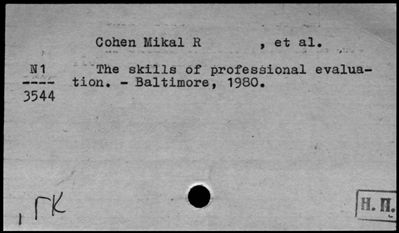 Cohen Mikal R , et al.
N1 The skills of professional evalua-
---- tion. - Baltimore, 1980.
3544
, ГК
Н. П.